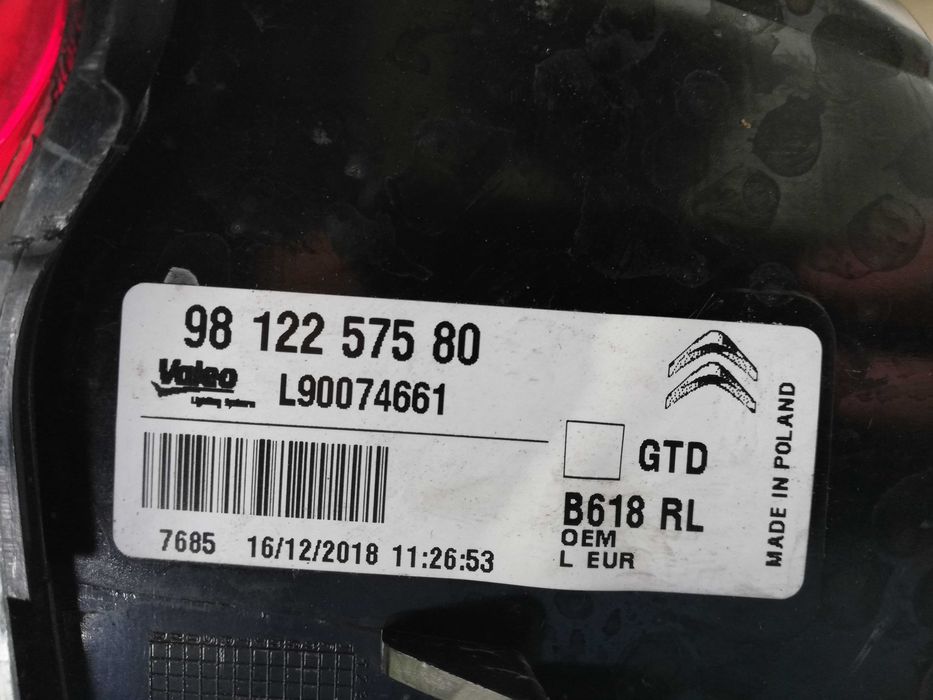 98 122 575 80
Valeo
Lighting Systems
L90074661
GTD
B618 RL
OEM
L EUR
7685 16/12/2018 11:26:53
MADE IN POLAND